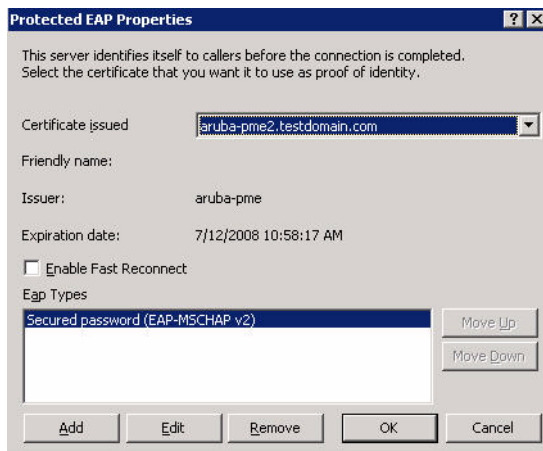 Protected EAP Properties
This server identifies itself to callers before the connection is completed.
Select the certificate that you want it to use as proof of identity.
Certificate issued
aruba-pme2.testdomain.com
Friendly name:
Issuer: aruba-pme
Expiration date: 7/12/2008 10:58:17 AM
Enable Fast Reconnect
Eap Types
Secured password (EAP-MSCHAP v2)
Move Up
Move Down
Add Edit Remove OK Cancel